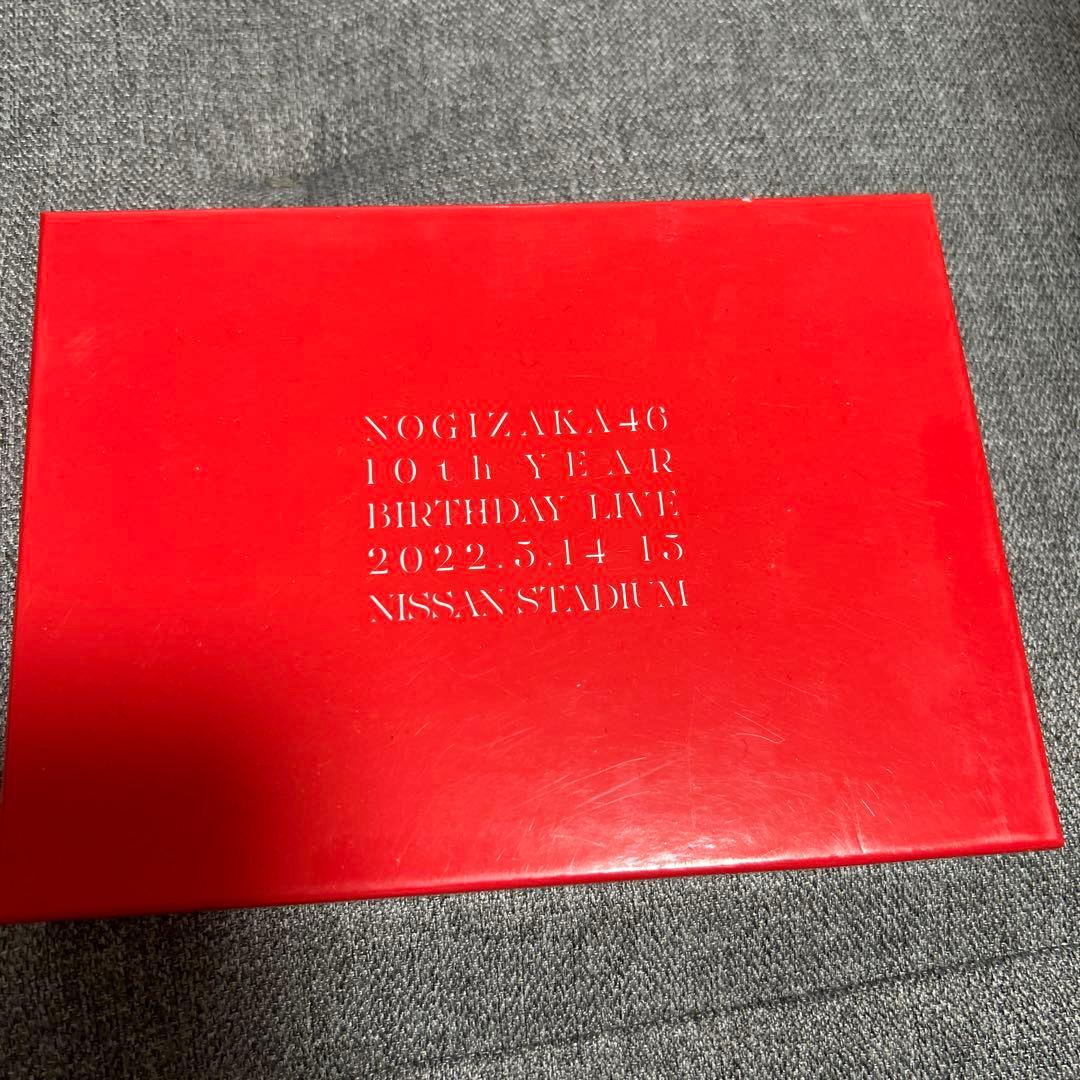 NOGIZAKA46
10th YEAR
BIRTHDAY LIVE
2022.5.14-15
NISSAN STADIUM